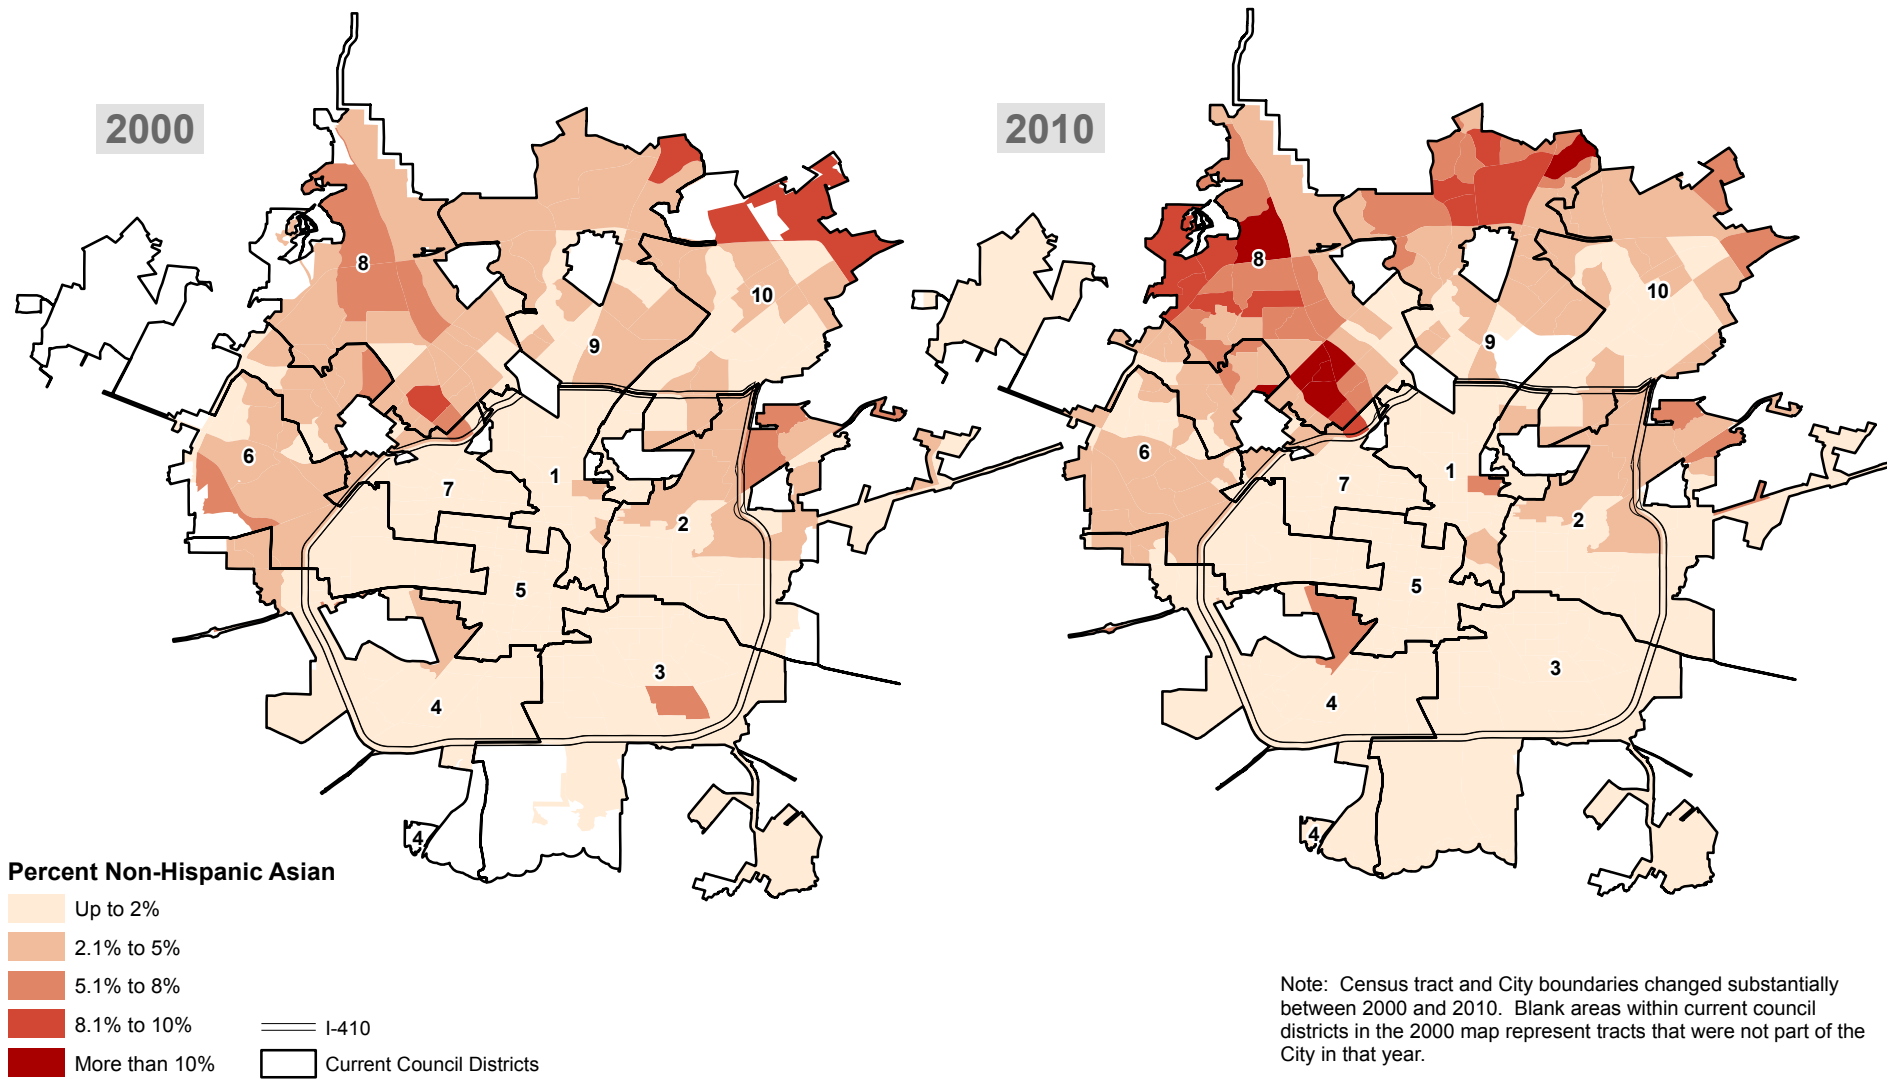 2000
2010
8
10
9
6
7
1
2
5
3
4
4
8
10
9
6
7
1
2
5
3
4
4
Percent Non-Hispanic Asian
Up to 2%
2.1% to 5%
5.1% to 8%
8.1% to 10%
More than 10%
I-410
Current Council Districts
Note: Census tract and City boundaries changed substantially
between 2000 and 2010. Blank areas within current council
districts in the 2000 map represent tracts that were not part of the
City in that year.